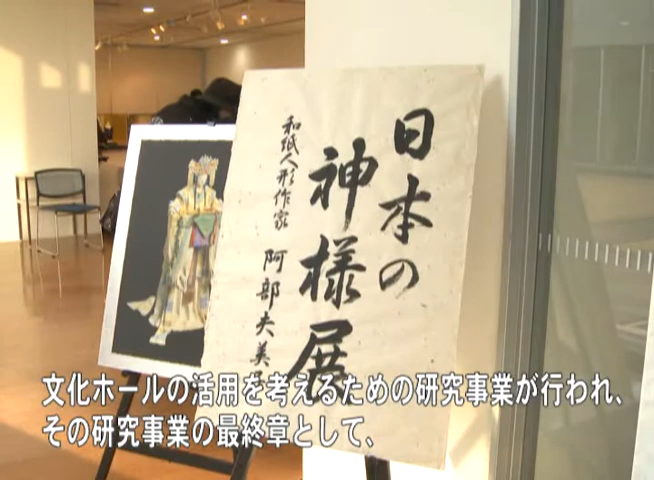 日本の
神様展
和紙人形作家 阿部夫美
文化ホールの活用を考えるための研究事業が行われ、
その研究事業の最終章として、